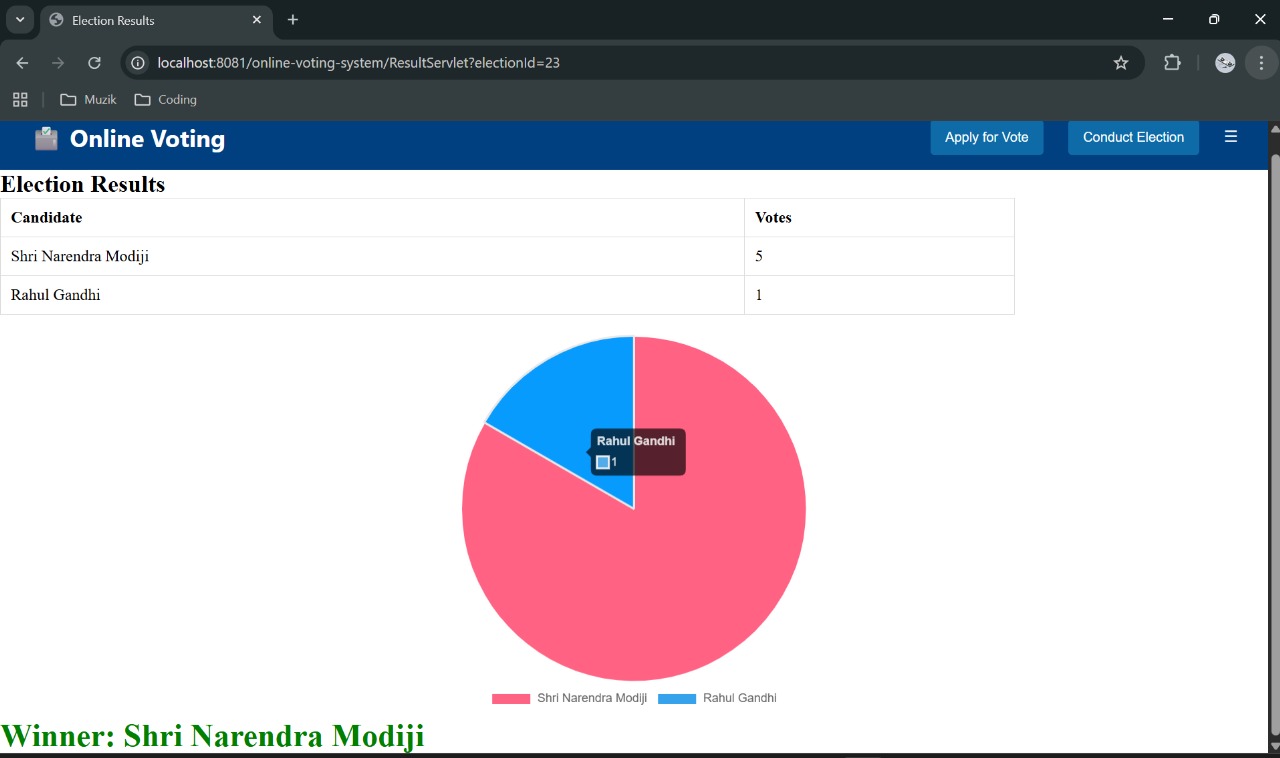 Election Results
localhost:8081/online-voting-system/ResultServlet?electionId=23
Muzik Coding
Online Voting Apply for Vote Conduct Election
Election Results
Candidate Votes
Shri Narendra Modiji 5
Rahul Gandhi 1
Rahul Gandhi
1
Shri Narendra Modiji Rahul Gandhi
Winner: Shri Narendra Modiji